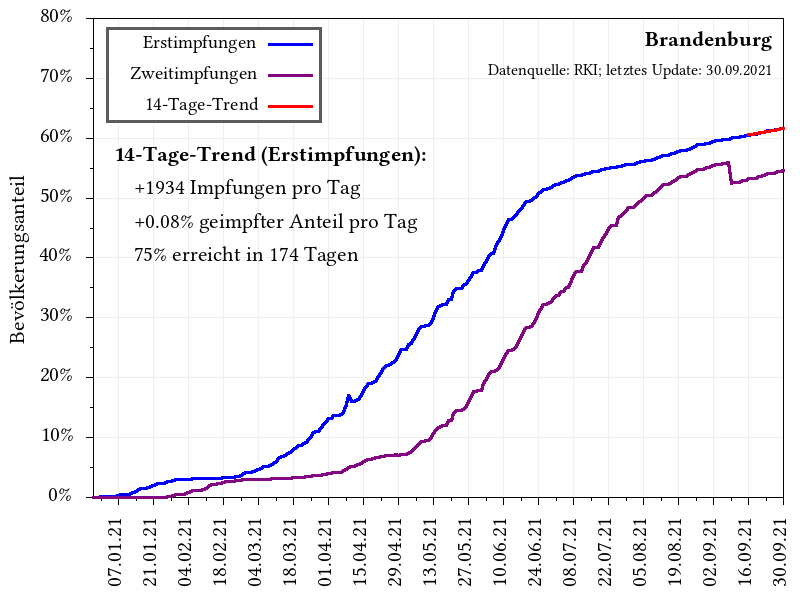 80%
70%
60%
50%
40%
30%
20%
10%
0%
Bevölkerungsanteil
Erstimpfungen
Zweitimpfungen
14-Tage-Trend
Brandenburg
Datenquelle: RKI; letztes Update: 30.09.2021
14-Tage-Trend (Erstimpfungen):
+1934 Impfungen pro Tag
+0.08% geimpfter Anteil pro Tag
75% erreicht in 174 Tagen
07.01.21
21.01.21
04.02.21
18.02.21
04.03.21
18.03.21
01.04.21
15.04.21
29.04.21
13.05.21
27.05.21
10.06.21
24.06.21
08.07.21
22.07.21
05.08.21
19.08.21
02.09.21
16.09.21
30.09.21